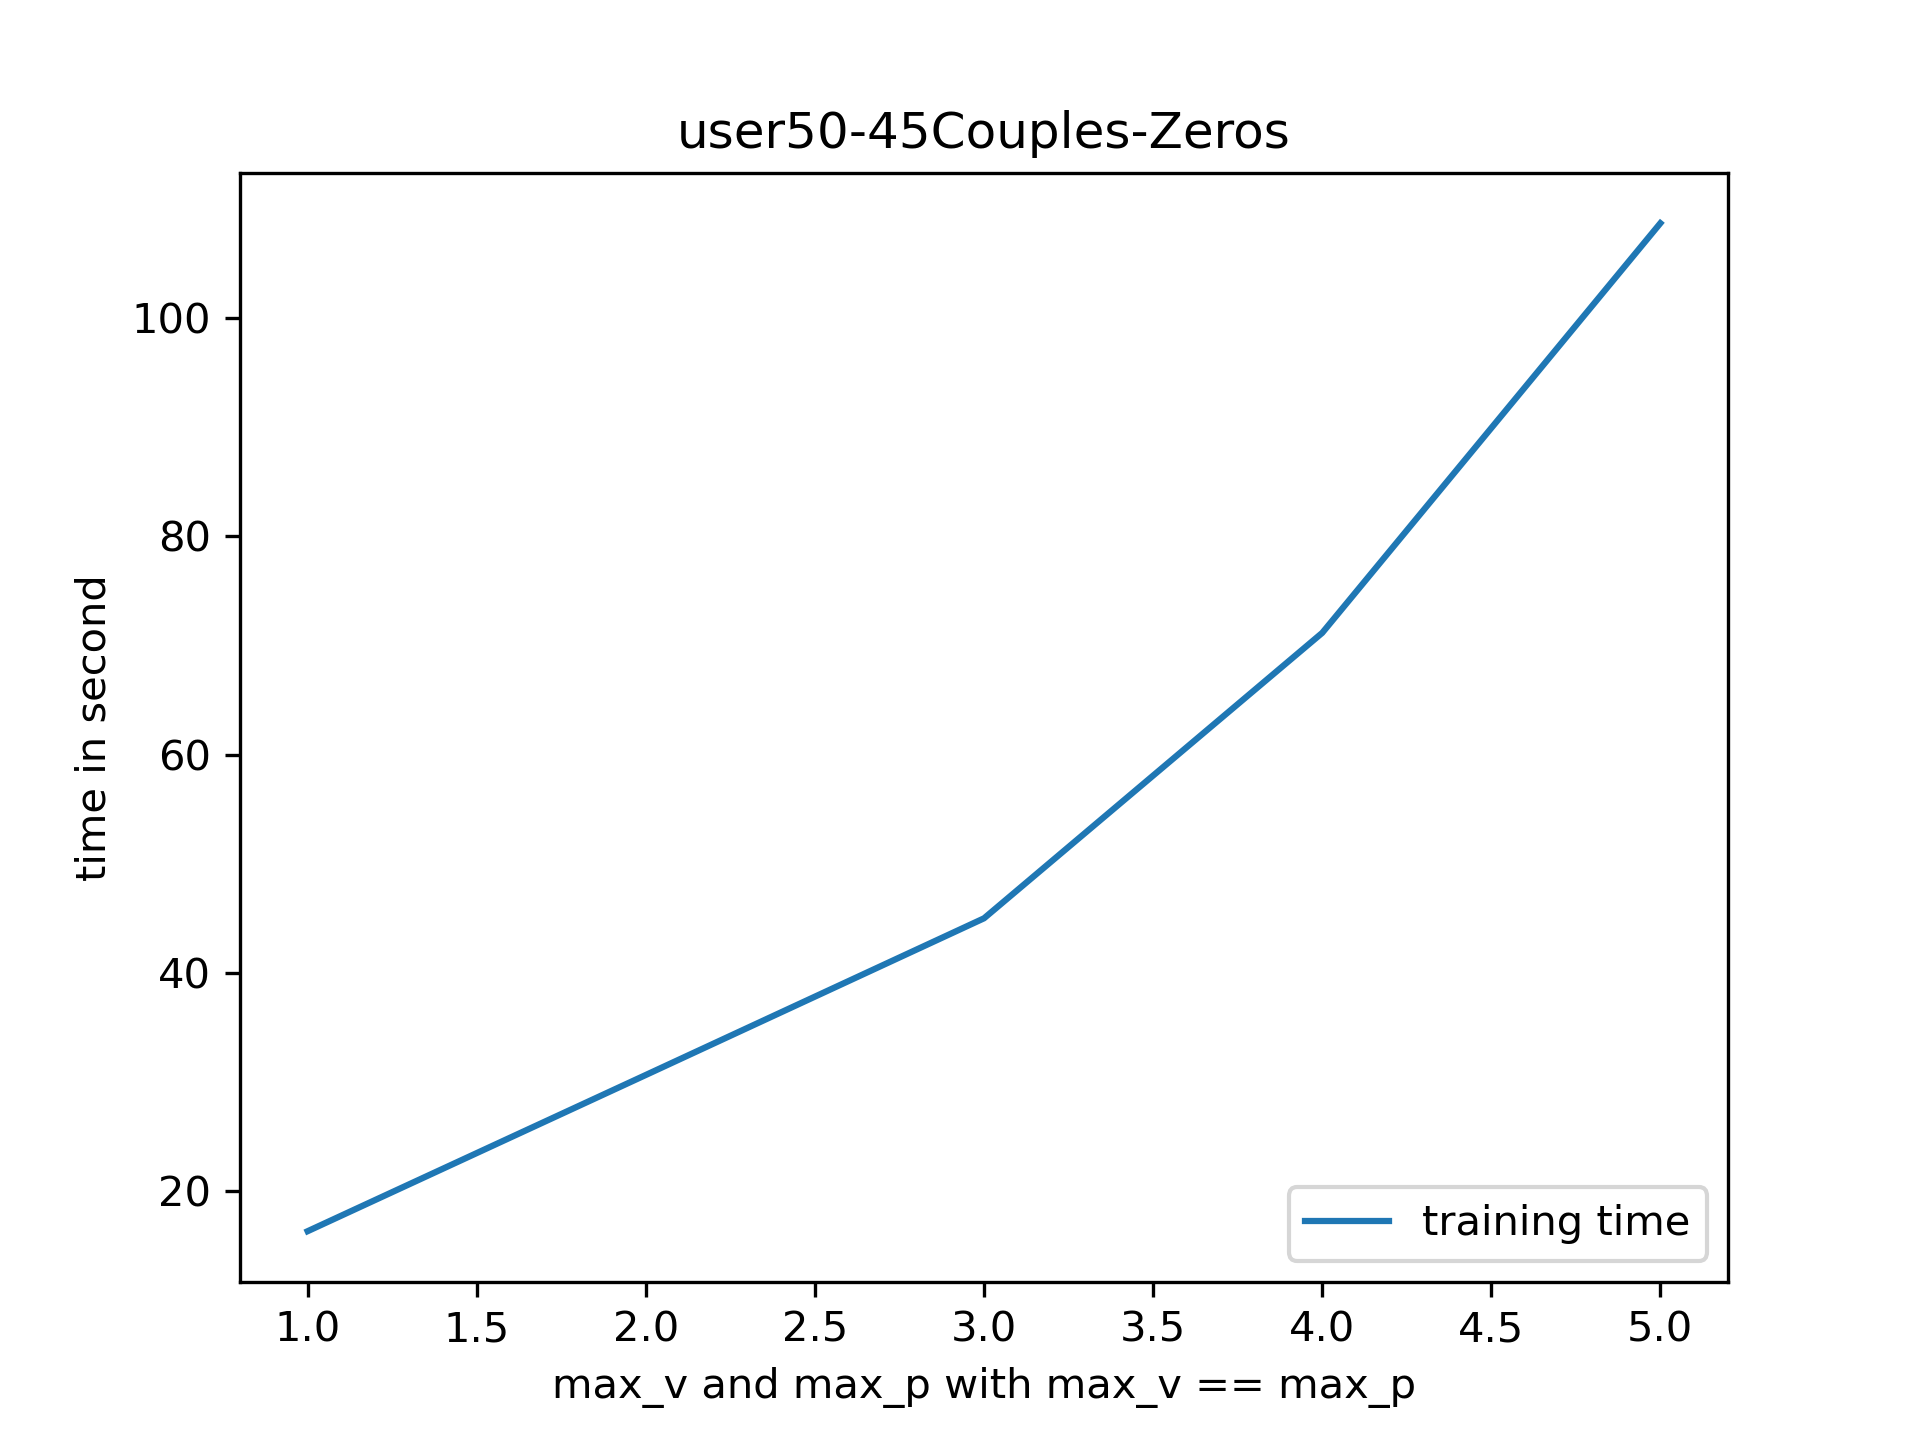 user50-45Couples-Zeros
time in second
100
80
60
40
20
training time
1.0 1.5 2.0 2.5 3.0 3.5 4.0 4.5 5.0
max_v and max_p with max_v == max_p